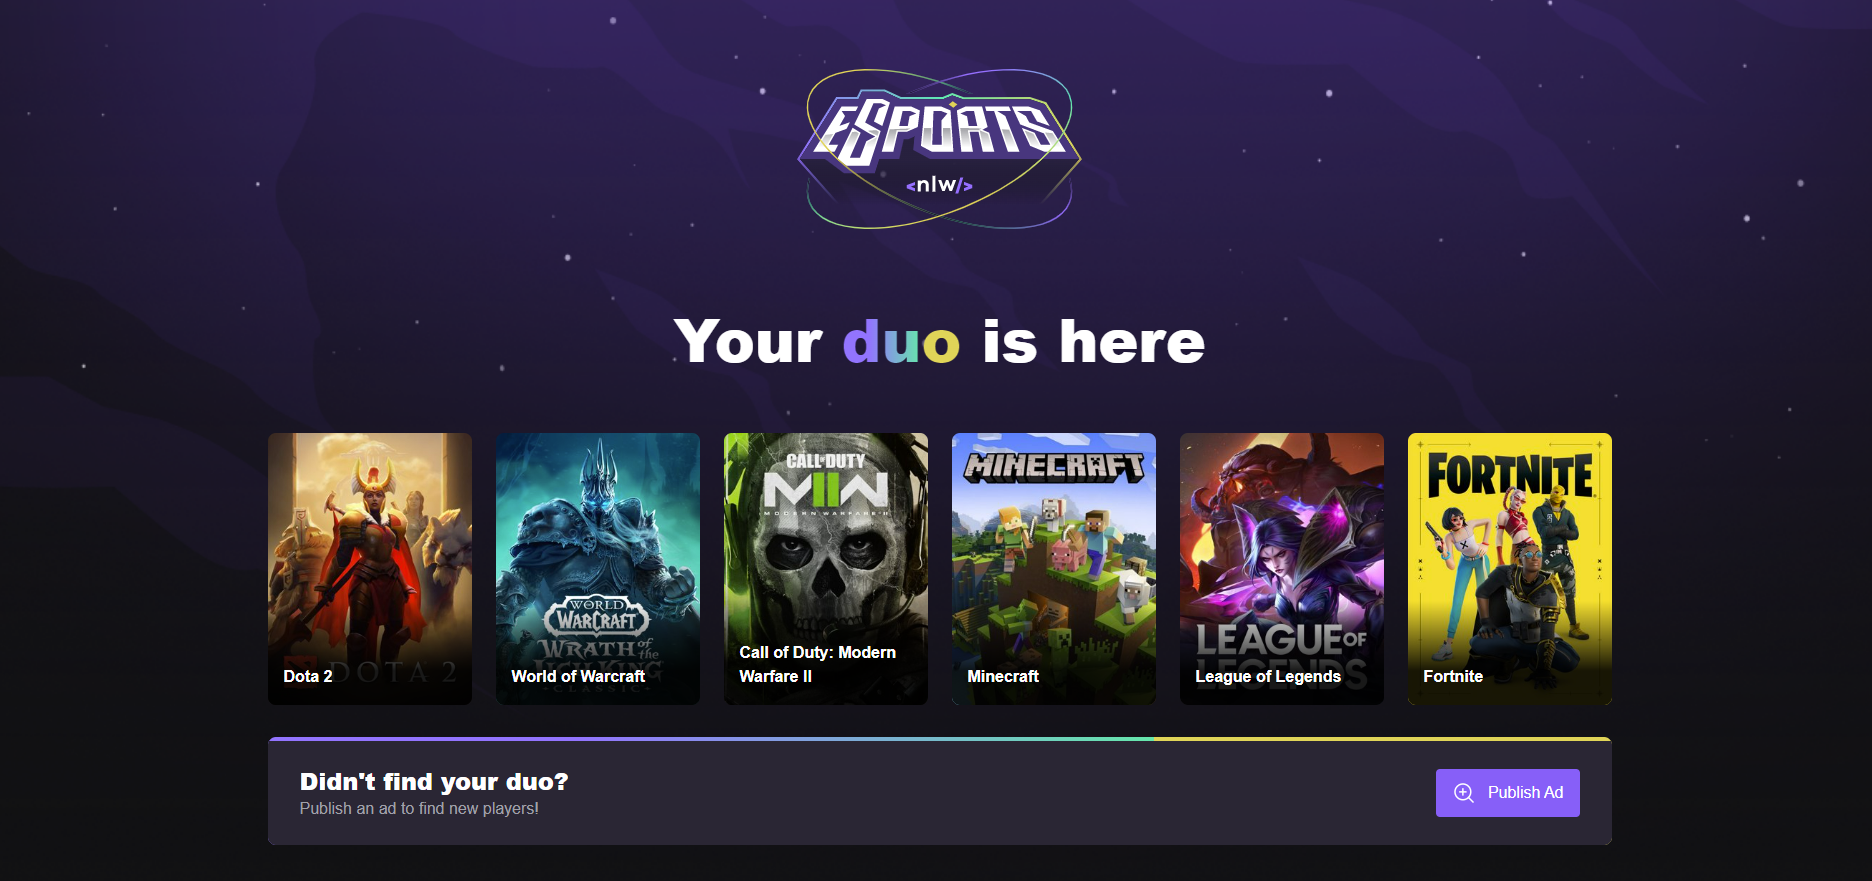 eSPORTS
<nlw/>
Your duo is here
DOTA 2
Dota 2
WORLD
WARCRAFT
WRATH of the
LICH KING
CLASSIC
World of Warcraft
CALL OF DUTY
MWII
MODERN WARFARE II
Call of Duty: Modern
Warfare II
MINECRAFT
Minecraft
LEAGUE OF
LEGENDS
League of Legends
FORTNITE
Fortnite
Didn't find your duo?
Publish an ad to find new players!
Publish Ad